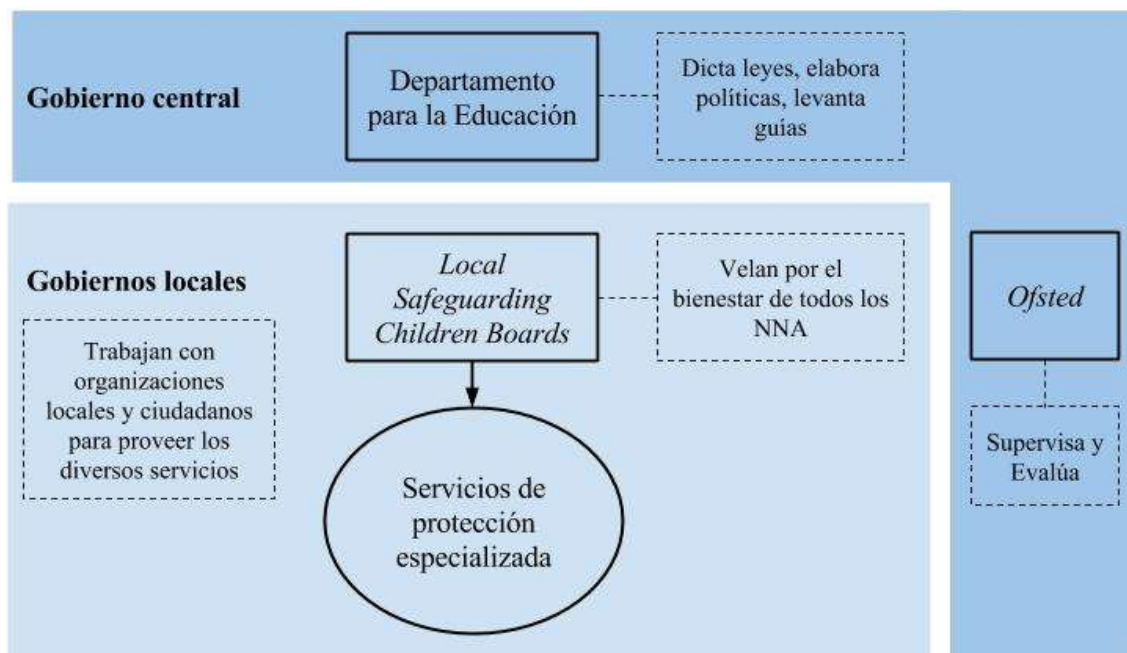 Gobierno central
Departamento
para la Educación
Dicta leyes, elabora
políticas, levanta
guías
Gobiernos locales
Trabajan con
organizaciones
locales y ciudadanos
para proveer los
diversos servicios
Local
Safeguarding
Children Boards
Velan por el
bienestar de todos los
NNA
Servicios de
protección
especializada
Ofsted
Supervisa y
Evalúa